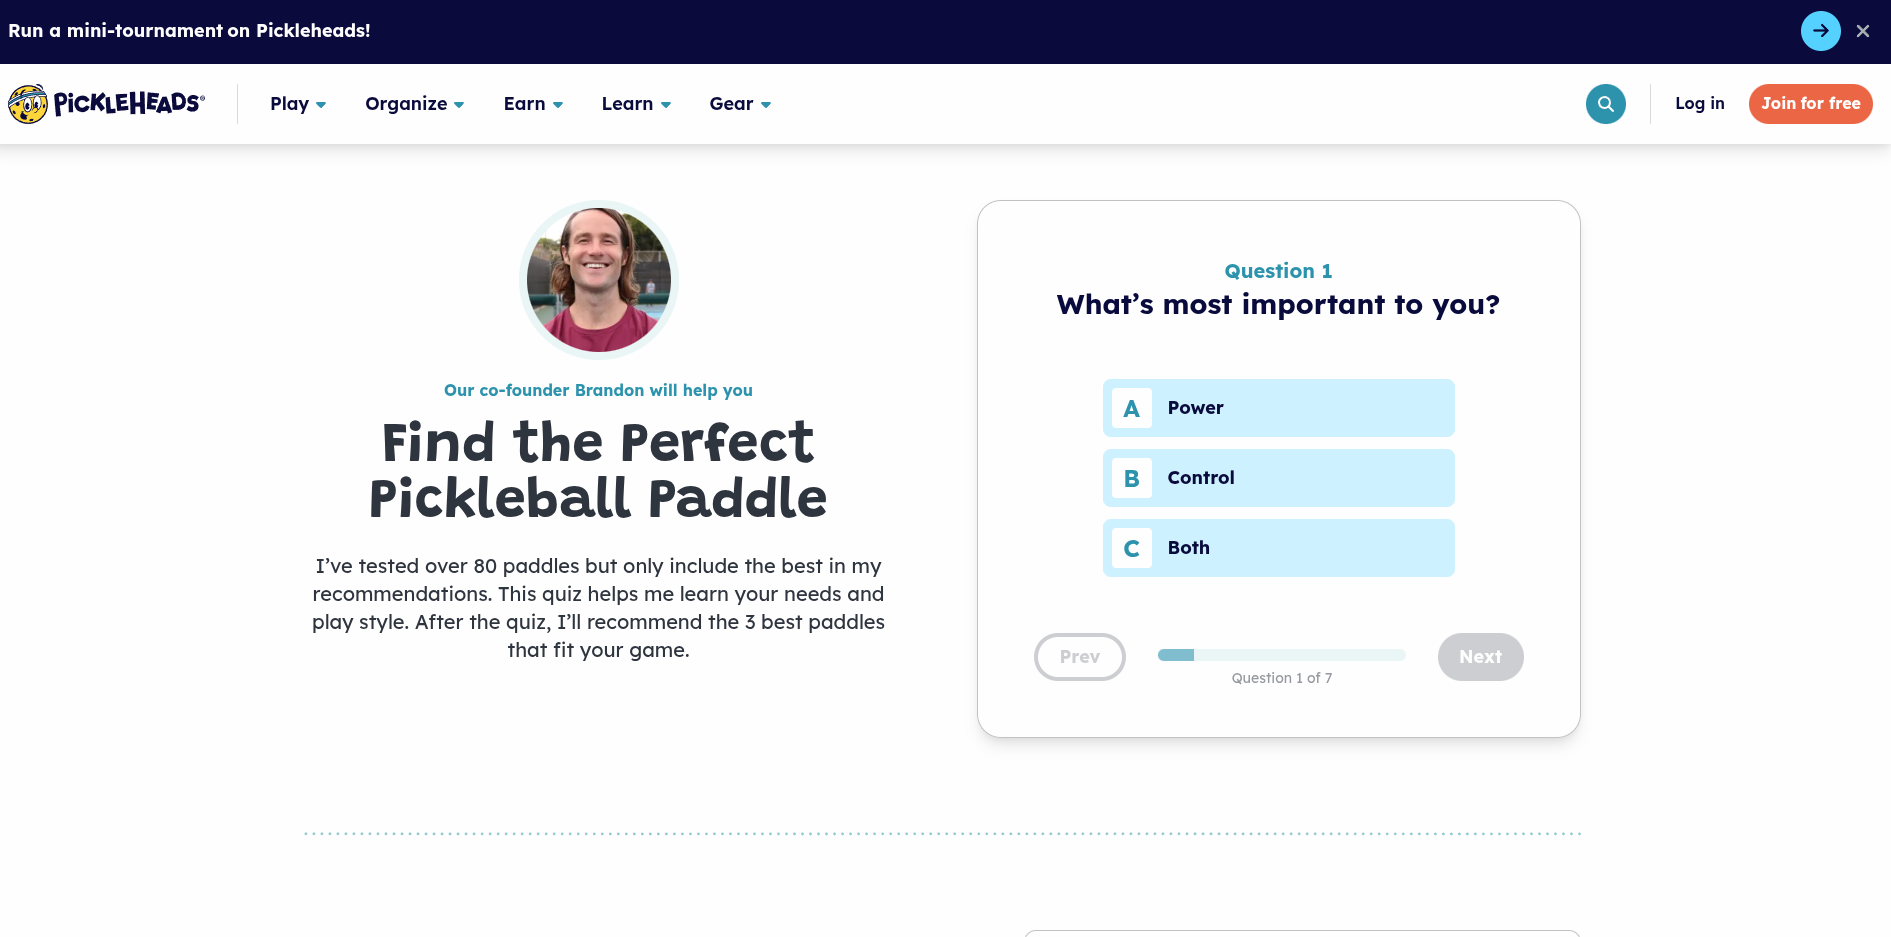 Run a mini-tournament on Pickleheads!
PICKLEHEADS®
Play
Organize
Earn
Learn
Gear
Log in
Join for free
Our co-founder Brandon will help you
Find the Perfect
Pickleball Paddle
I’ve tested over 80 paddles but only include the best in my
recommendations. This quiz helps me learn your needs and
play style. After the quiz, I’ll recommend the 3 best paddles
that fit your game.
Question 1
What’s most important to you?
A Power
B Control
C Both
Prev
Question 1 of 7
Next